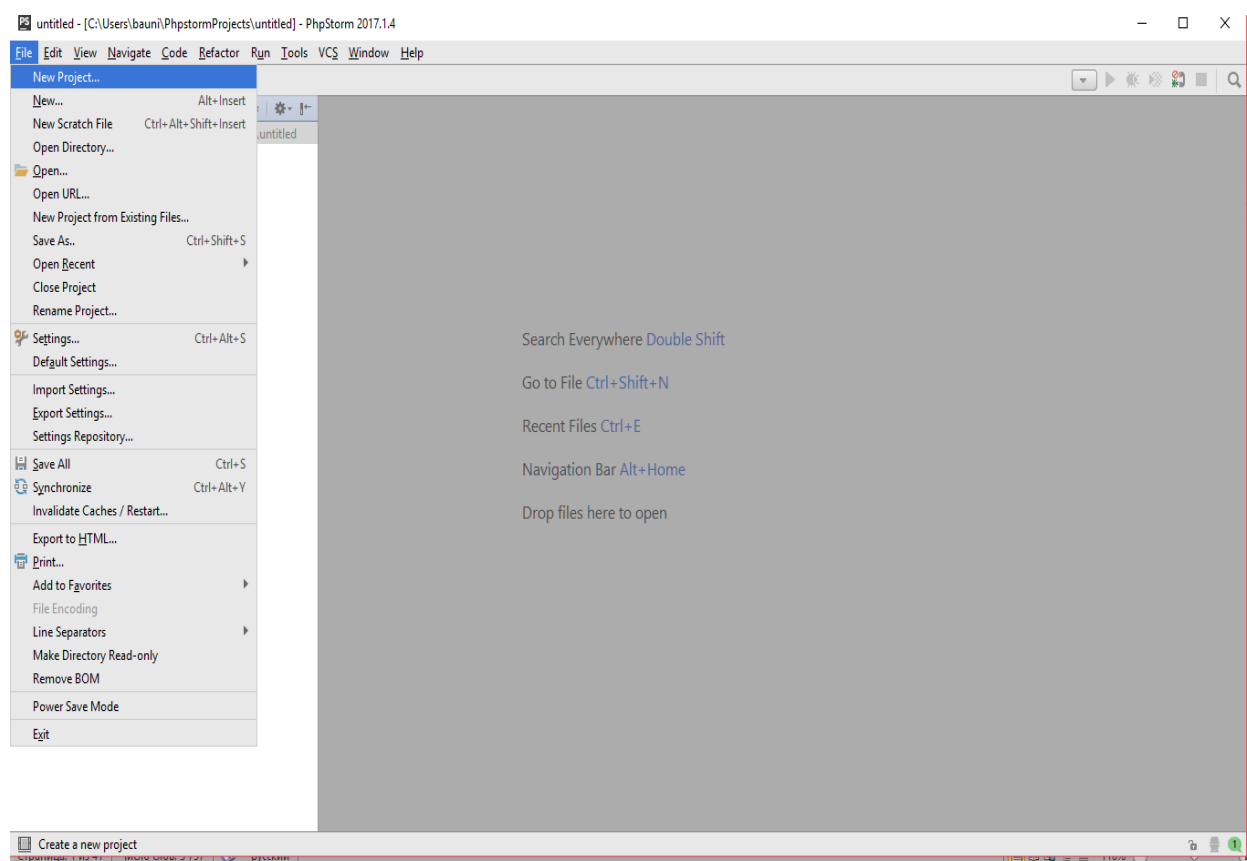 PS untitled - [C:\Users\bauni\PhpstormProjects\untitled] - PhpStorm 2017.1.4
File Edit View Navigate Code Refactor Run Tools VCS Window Help
New Project...
New... Alt+Insert
New Scratch File Ctrl+Alt+Shift+Insert
\untitled
Open Directory...
Open...
Open URL...
New Project from Existing Files...
Save As.. Ctrl+Shift+S
Open Recent
Close Project
Rename Project...
Settings... Ctrl+Alt+S
Default Settings...
Import Settings...
Export Settings...
Settings Repository...
Save All Ctrl+S
Synchronize Ctrl+Alt+Y
Invalidate Caches / Restart...
Export to HTML...
Print...
Add to Favorites
File Encoding
Line Separators
Make Directory Read-only
Remove BOM
Power Save Mode
Exit
Search Everywhere Double Shift
Go to File Ctrl+Shift+N
Recent Files Ctrl+E
Navigation Bar Alt+Home
Drop files here to open
Create a new project
1